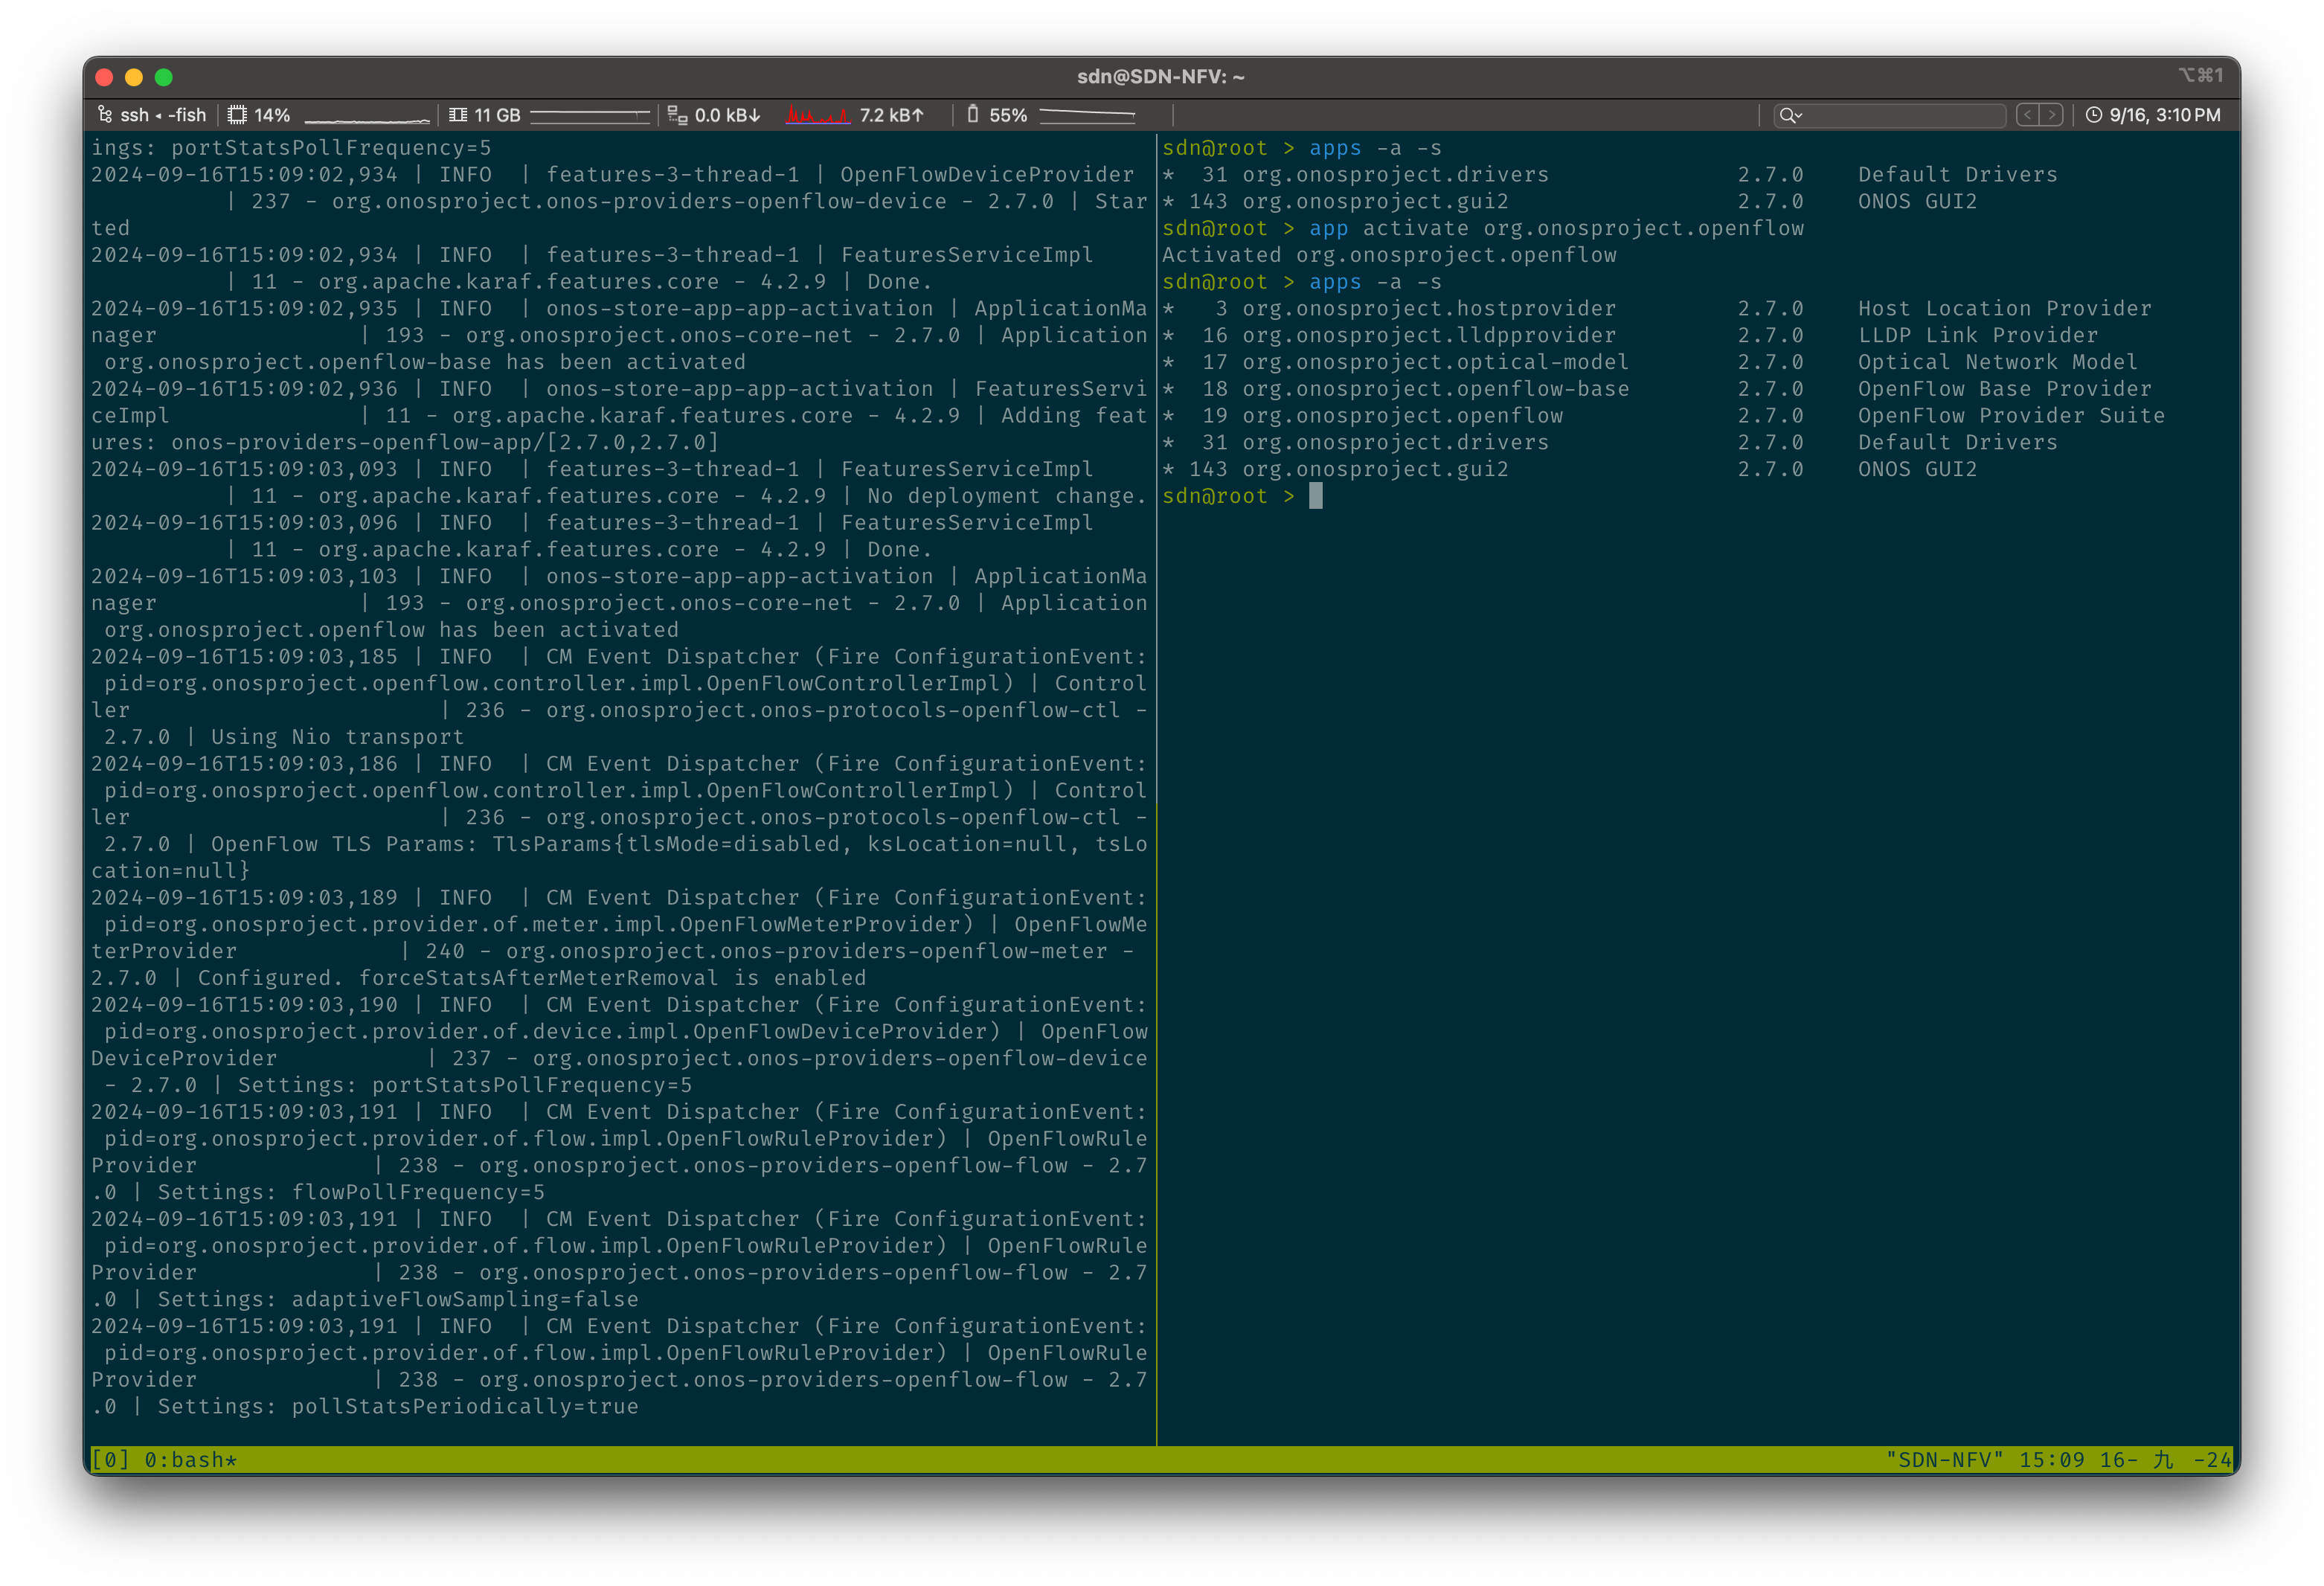 sdn@SDN-NFV: ~
⌥⌘1
ssh ◂ -fish 14% 11 GB 0.0 kB↓ 7.2 kB↑ 55% 9/16, 3:10 PM
ings: portStatsPollFrequency=5
2024-09-16T15:09:02,934 | INFO  | features-3-thread-1 | OpenFlowDeviceProvider
          | 237 - org.onosproject.onos-providers-openflow-device - 2.7.0 | Star
ted
2024-09-16T15:09:02,934 | INFO  | features-3-thread-1 | FeaturesServiceImpl
          | 11 - org.apache.karaf.features.core - 4.2.9 | Done.
2024-09-16T15:09:02,935 | INFO  | onos-store-app-app-activation | ApplicationMa
nager               | 193 - org.onosproject.onos-core-net - 2.7.0 | Application
 org.onosproject.openflow-base has been activated
2024-09-16T15:09:02,936 | INFO  | onos-store-app-app-activation | FeaturesServi
ceImpl              | 11 - org.apache.karaf.features.core - 4.2.9 | Adding feat
ures: onos-providers-openflow-app/[2.7.0,2.7.0]
2024-09-16T15:09:03,093 | INFO  | features-3-thread-1 | FeaturesServiceImpl
          | 11 - org.apache.karaf.features.core - 4.2.9 | No deployment change.
2024-09-16T15:09:03,096 | INFO  | features-3-thread-1 | FeaturesServiceImpl
          | 11 - org.apache.karaf.features.core - 4.2.9 | Done.
2024-09-16T15:09:03,103 | INFO  | onos-store-app-app-activation | ApplicationMa
nager               | 193 - org.onosproject.onos-core-net - 2.7.0 | Application
 org.onosproject.openflow has been activated
2024-09-16T15:09:03,185 | INFO  | CM Event Dispatcher (Fire ConfigurationEvent:
 pid=org.onosproject.openflow.controller.impl.OpenFlowControllerImpl) | Control
ler                       | 236 - org.onosproject.onos-protocols-openflow-ctl -
 2.7.0 | Using Nio transport
2024-09-16T15:09:03,186 | INFO  | CM Event Dispatcher (Fire ConfigurationEvent:
 pid=org.onosproject.openflow.controller.impl.OpenFlowControllerImpl) | Control
ler                       | 236 - org.onosproject.onos-protocols-openflow-ctl -
 2.7.0 | OpenFlow TLS Params: TlsParams{tlsMode=disabled, ksLocation=null, tsLo
cation=null}
2024-09-16T15:09:03,189 | INFO  | CM Event Dispatcher (Fire ConfigurationEvent:
 pid=org.onosproject.provider.of.meter.impl.OpenFlowMeterProvider) | OpenFlowMe
terProvider            | 240 - org.onosproject.onos-providers-openflow-meter -
2.7.0 | Configured. forceStatsAfterMeterRemoval is enabled
2024-09-16T15:09:03,190 | INFO  | CM Event Dispatcher (Fire ConfigurationEvent:
 pid=org.onosproject.provider.of.device.impl.OpenFlowDeviceProvider) | OpenFlow
DeviceProvider           | 237 - org.onosproject.onos-providers-openflow-device
 - 2.7.0 | Settings: portStatsPollFrequency=5
2024-09-16T15:09:03,191 | INFO  | CM Event Dispatcher (Fire ConfigurationEvent:
 pid=org.onosproject.provider.of.flow.impl.OpenFlowRuleProvider) | OpenFlowRule
Provider             | 238 - org.onosproject.onos-providers-openflow-flow - 2.7
.0 | Settings: flowPollFrequency=5
2024-09-16T15:09:03,191 | INFO  | CM Event Dispatcher (Fire ConfigurationEvent:
 pid=org.onosproject.provider.of.flow.impl.OpenFlowRuleProvider) | OpenFlowRule
Provider             | 238 - org.onosproject.onos-providers-openflow-flow - 2.7
.0 | Settings: adaptiveFlowSampling=false
2024-09-16T15:09:03,191 | INFO  | CM Event Dispatcher (Fire ConfigurationEvent:
 pid=org.onosproject.provider.of.flow.impl.OpenFlowRuleProvider) | OpenFlowRule
Provider             | 238 - org.onosproject.onos-providers-openflow-flow - 2.7
.0 | Settings: pollStatsPeriodically=true
sdn@root > apps -a -s
*  31 org.onosproject.drivers              2.7.0    Default Drivers
* 143 org.onosproject.gui2                 2.7.0    ONOS GUI2
sdn@root > app activate org.onosproject.openflow
Activated org.onosproject.openflow
sdn@root > apps -a -s
*   3 org.onosproject.hostprovider         2.7.0    Host Location Provider
*  16 org.onosproject.lldpprovider         2.7.0    LLDP Link Provider
*  17 org.onosproject.optical-model        2.7.0    Optical Network Model
*  18 org.onosproject.openflow-base        2.7.0    OpenFlow Base Provider
*  19 org.onosproject.openflow             2.7.0    OpenFlow Provider Suite
*  31 org.onosproject.drivers              2.7.0    Default Drivers
* 143 org.onosproject.gui2                 2.7.0    ONOS GUI2
sdn@root >
[0] 0:bash* "SDN-NFV" 15:09 16- 九 -24